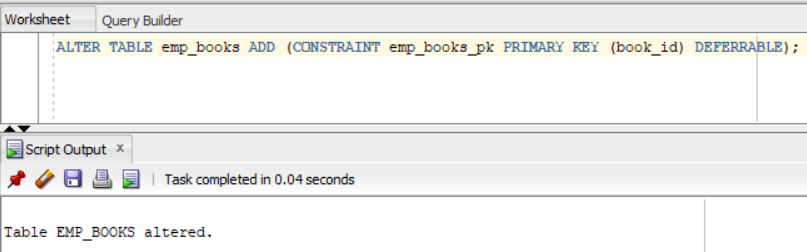 Worksheet Query Builder
ALTER TABLE emp_books ADD (CONSTRAINT emp_books_pk PRIMARY KEY (book_id) DEFERRABLE);
Script Output x
Task completed in 0.04 seconds
Table EMP_BOOKS altered.